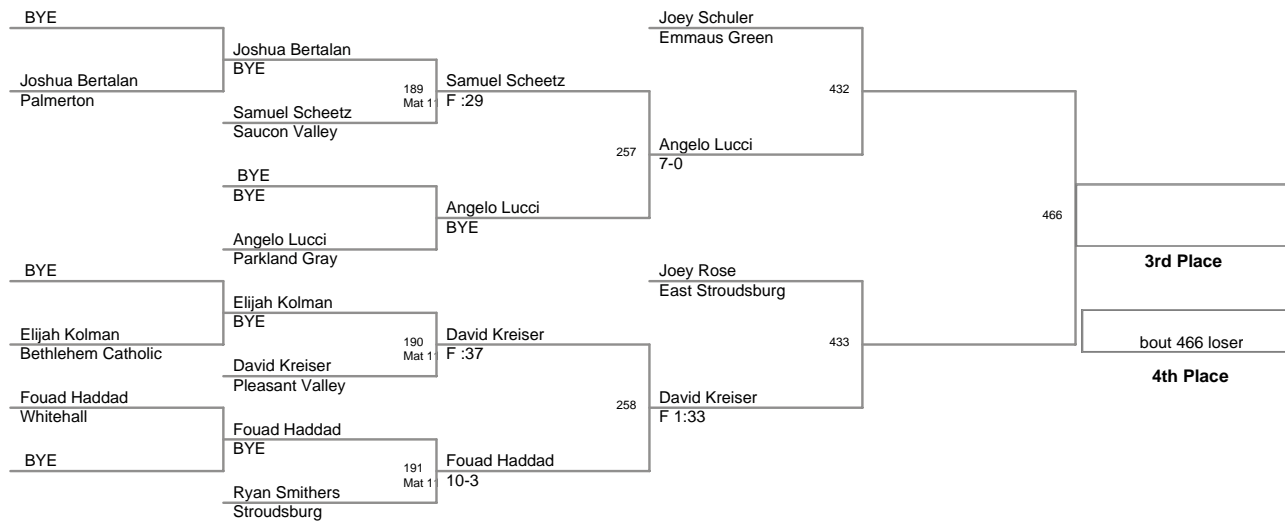 BYE
Joshua Bertalan
Palmerton
Joshua Bertalan
BYE
Samuel Scheetz
Saucon Valley
BYE
BYE
Angelo Lucci
Parkland Gray
BYE
Elijah Kolman
Bethlehem Catholic
Elijah Kolman
BYE
David Kreiser
Pleasant Valley
Fouad Haddad
Whitehall
BYE
Fouad Haddad
BYE
Ryan Smithers
Stroudsburg
189
Mat 11
Samuel Scheetz
F :29
Angelo Lucci
BYE
190
Mat 11
David Kreiser
F :37
191
Mat 11
Fouad Haddad
10-3
257
Joey Schuler
Emmaus Green
Angelo Lucci
7-0
258
Joey Rose
East Stroudsburg
David Kreiser
F 1:33
432
433
466
3rd Place
bout 466 loser
4th Place